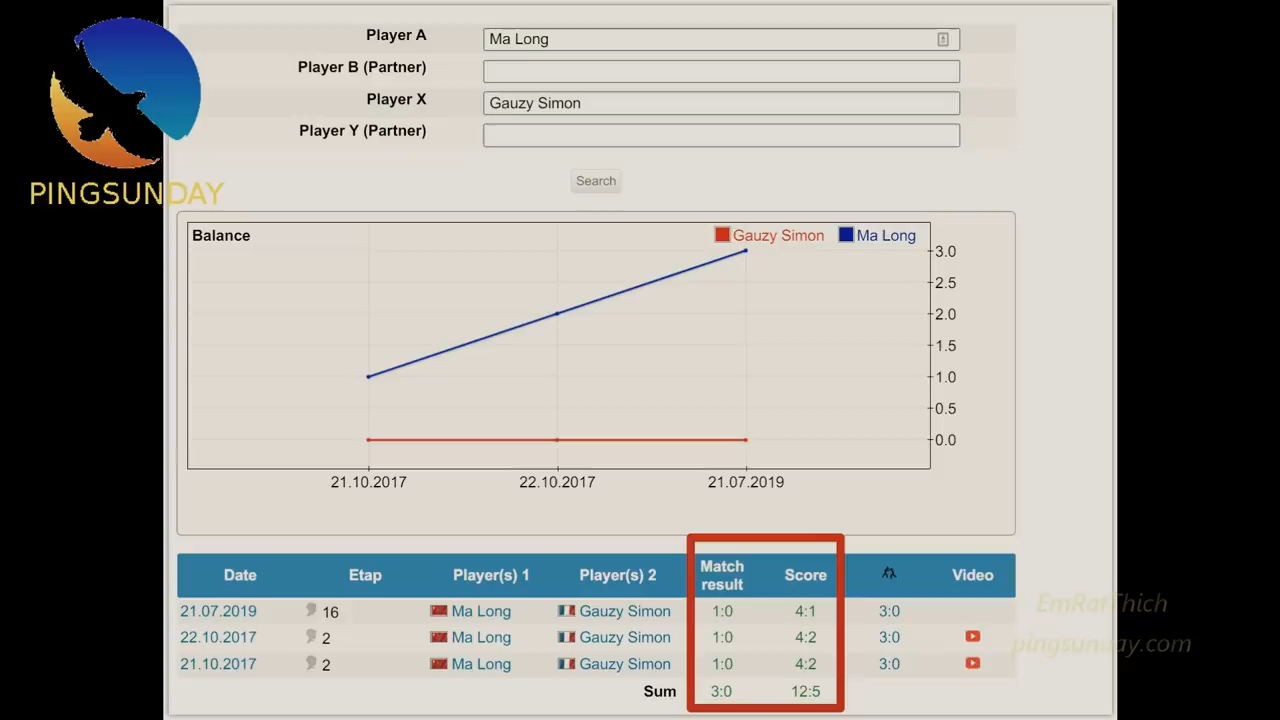 Player A
Ma Long
Player B (Partner)
Player X
Gauzy Simon
Player Y (Partner)
PINGSUNDAY
Search
Balance
Gauzy Simon
Ma Long
3.0
2.5
2.0
1.5
1.0
0.5
0.0
21.10.2017 22.10.2017 21.07.2019
Date Etap Player(s) 1 Player(s) 2 Match result Score Video
21.07.2019 16 Ma Long Gauzy Simon 1:0 4:1 3:0
22.10.2017 2 Ma Long Gauzy Simon 1:0 4:2 3:0
21.10.2017 2 Ma Long Gauzy Simon 1:0 4:2 3:0
Sum 3:0 12:5
EmRatThich
pingsunday.com